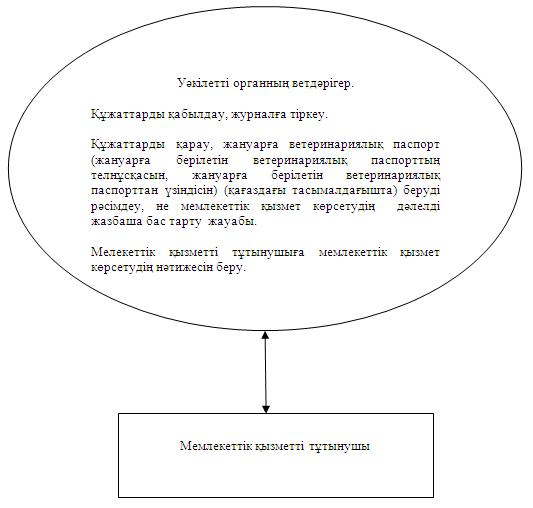 Уәкілетті органның ветдәрігер.
Құжаттарды қабылдау, журналға тіркеу.
Құжаттарды қарау, жануарға ветеринариялық паспорт
(жануарға берілетін ветеринариялық паспорттың
телнұсқасын, жануарға берілетін ветеринариялық
паспорттан үзіндісін) (қағаздағы тасымалдағышта) беруді
рәсімдеу, не мемлекеттік қызмет көрсетудің дәлелді
жазбаша бас тарту жауабы.
Мелекеттік қызметті тұтынушыға мемлекеттік қызмет
көрсетудің нәтижесін беру.
Мемлекеттік қызметті тұтынушы